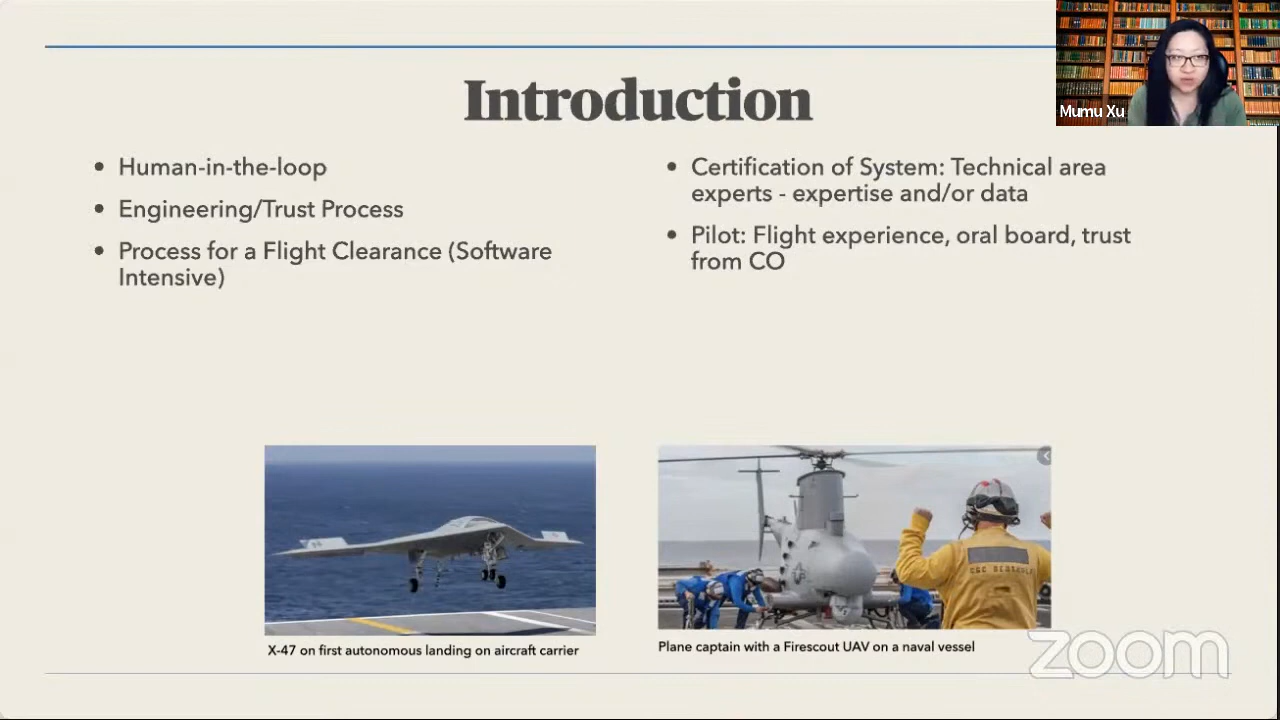 Introduction
Mumu Xu
Human-in-the-loop
Engineering/Trust Process
Process for a Flight Clearance (Software
Intensive)
Certification of System: Technical area
experts - expertise and/or data
Pilot: Flight experience, oral board, trust
from CO
X-47 on first autonomous landing on aircraft carrier
Plane captain with a Firescout UAV on a naval vessel
zoom